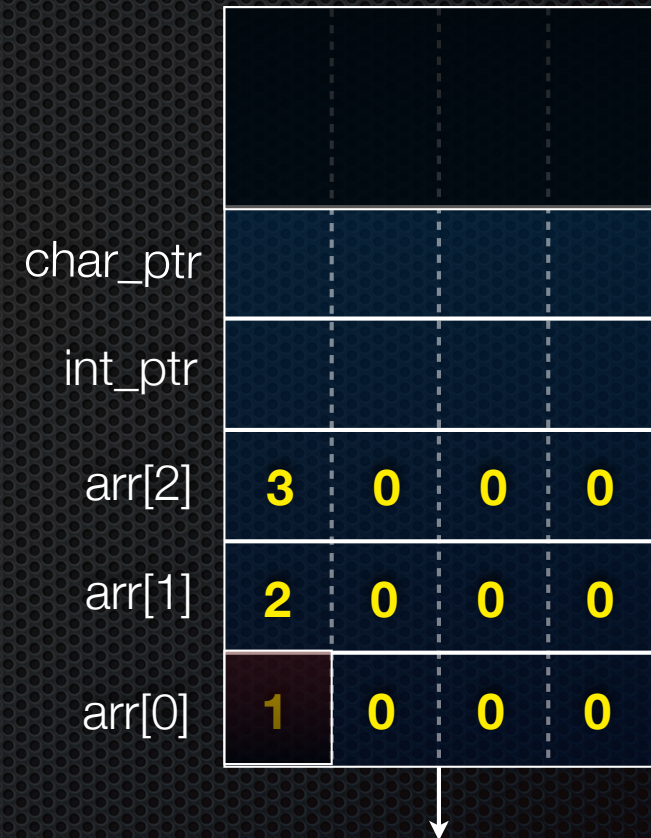 char_ptr
int_ptr
arr[2] 3 0 0 0
arr[1] 2 0 0 0
arr[0] 1 0 0 0